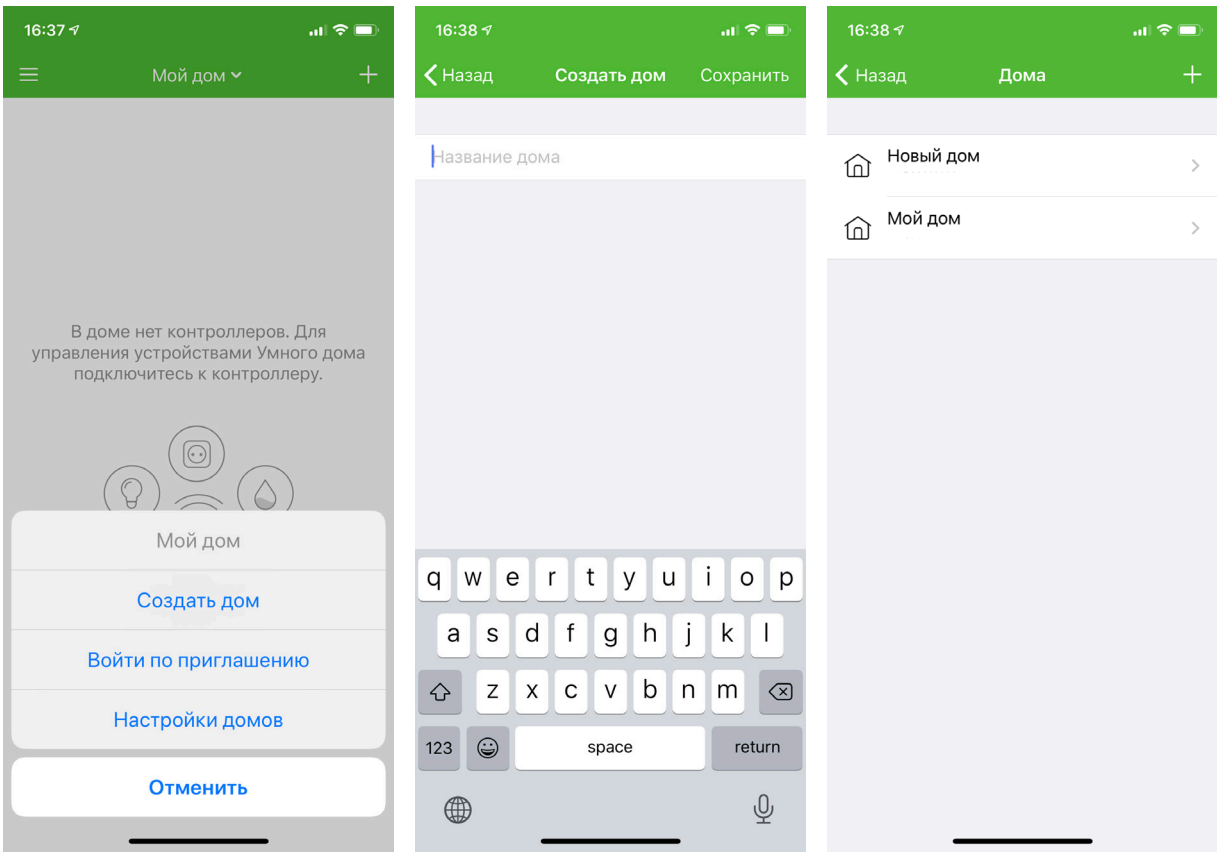 16:37
Мой дом
В доме нет контроллеров. Для
управления устройствами Умного дома
подключитесь к контроллеру.
Мой дом
Создать дом
Войти по приглашению
Настройки домов
Отменить
16:38
Назад Создать дом Сохранить
Название дома
q w e r t y u i o p
a s d f g h j k l
z x c v b n m
123 space return
16:38
Назад Дома
Новый дом
Мой дом